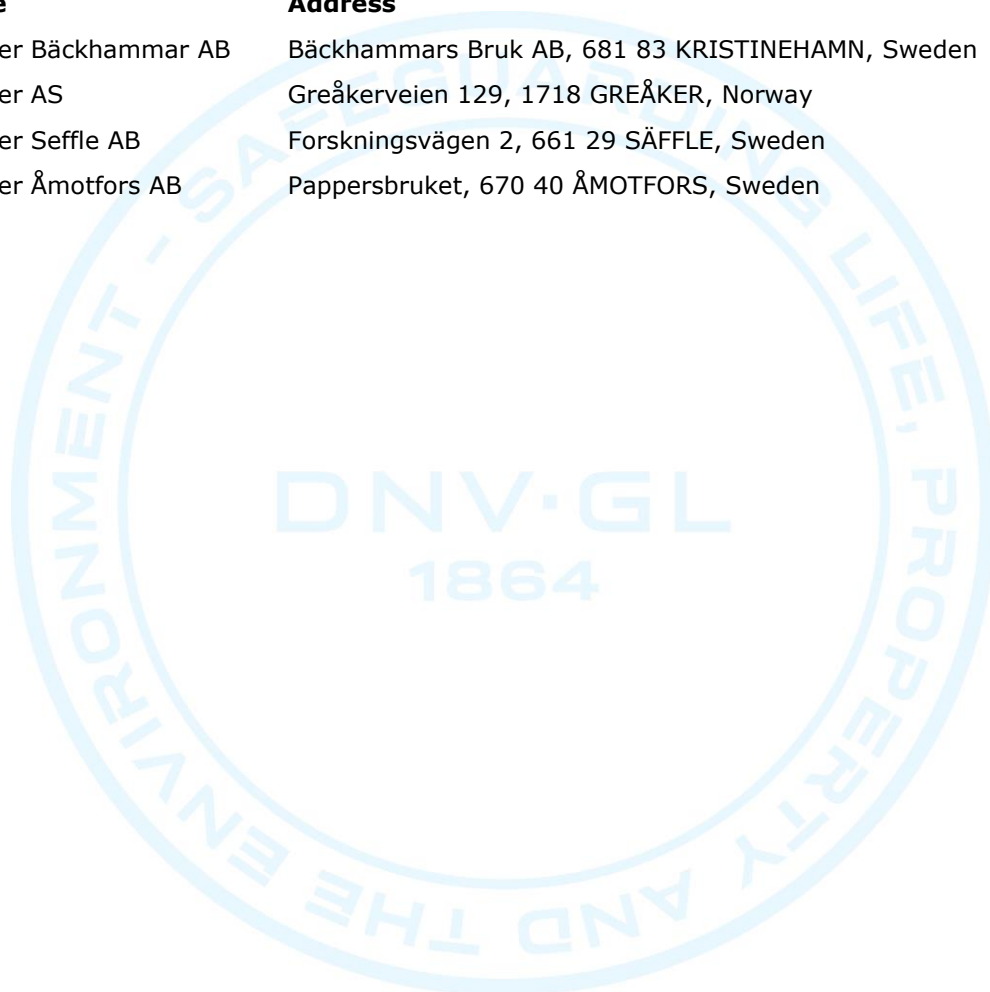 e Address
er Bäckhammar AB Bäckhammars Bruk AB, 681 83 KRISTINEHAMN, Sweden
er AS Greåkerveien 129, 1718 GREÅKER, Norway
er Seffle AB Forskningsvägen 2, 661 29 SÄFFLE, Sweden
er Åmotfors AB Pappersbruket, 670 40 ÅMOTFORS, Sweden
SAFEGUARDING LIFE, PROPERTY AND THE ENVIRONMENT -
DNV·GL
1864